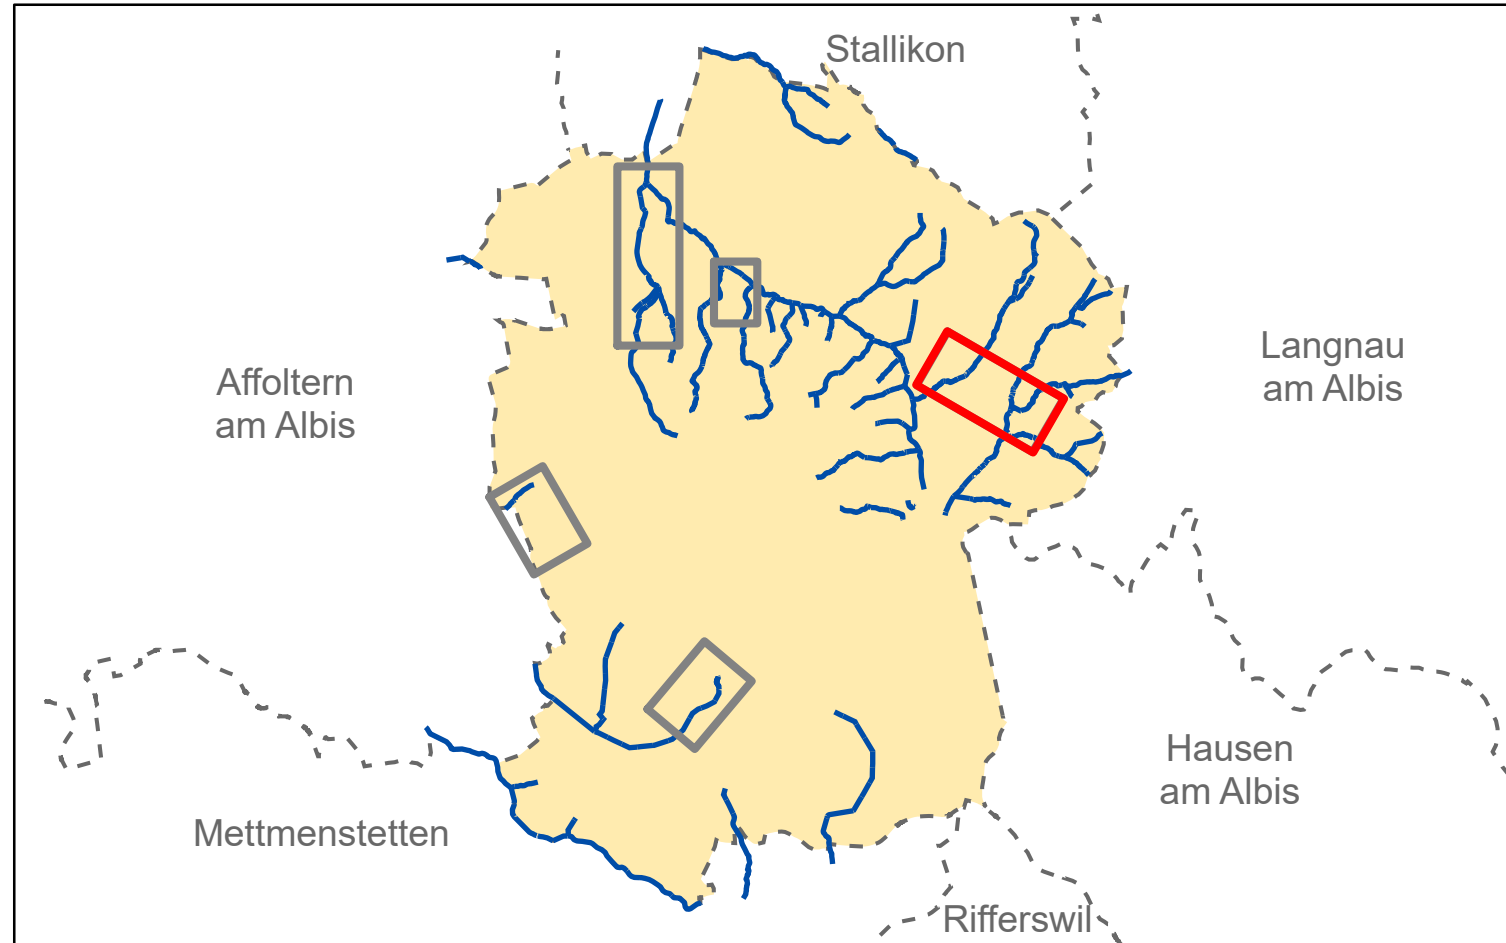 Stallikon
Langnau
am Albis
Affoltern
am Albis
Hausen
am Albis
Mettmenstetten
Rifferswil